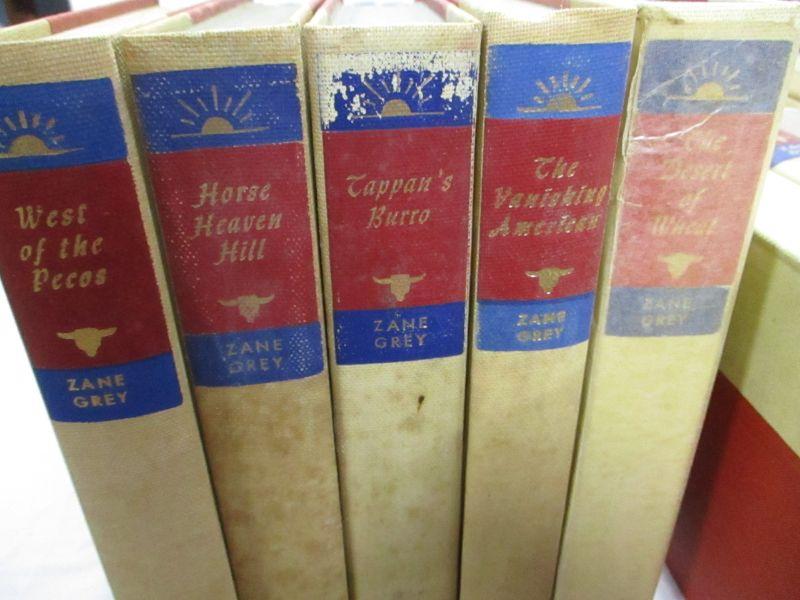 West
of the
Pecos
ZANE
GREY
Horse
Heaven
Hill
ZANE
GREY
Tappan's
Burro
ZANE
GREY
The
Vanishing
American
ZANE
GREY
The
Desert
of
Wheat
ZANE
GREY